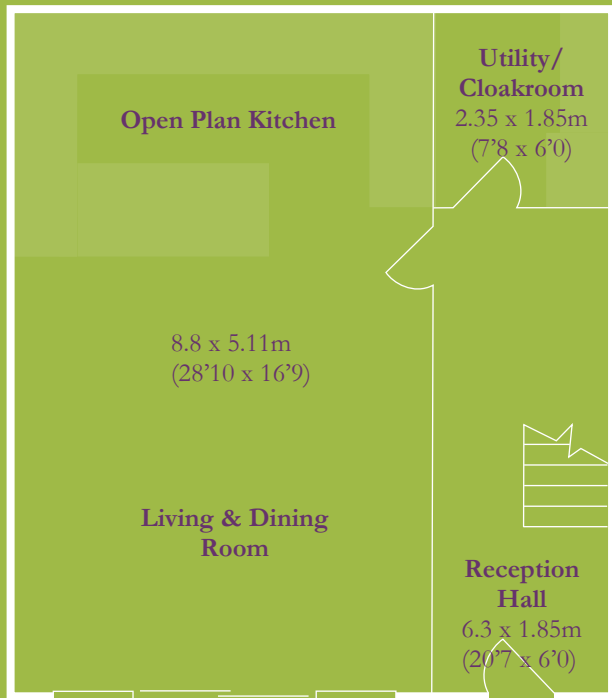 Open Plan Kitchen
Utility/
Cloakroom
2.35 x 1.85m
(7'8 x 6'0)
8.8 x 5.11m
(28'10 x 16'9)
Living & Dining
Room
Reception
Hall
6.3 x 1.85m
(20'7 x 6'0)